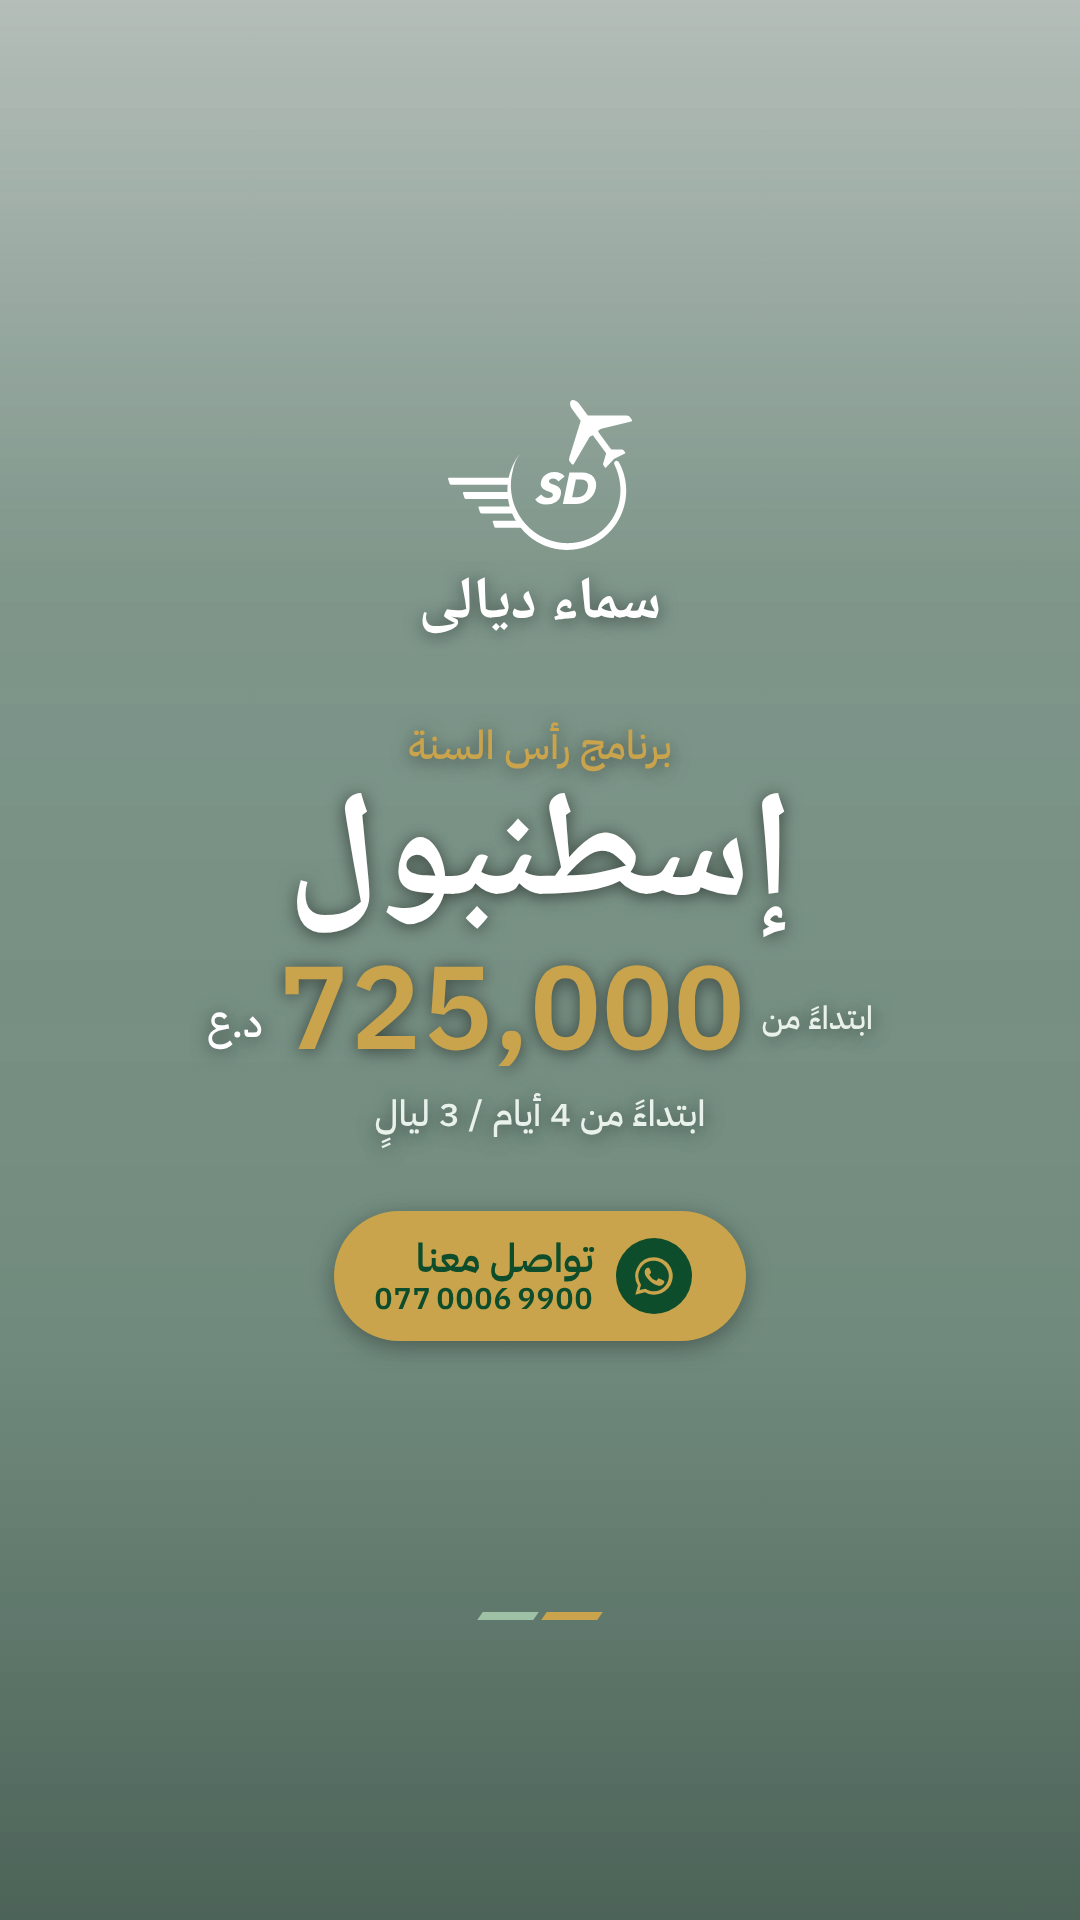 SD
سماء ديالى
برنامج رأس السنة
إسطنبول
ابتداءً من 725,000 د.ع
ابتداءً من 4 أيام / 3 ليالٍ
تواصل معنا
077 0006 9900